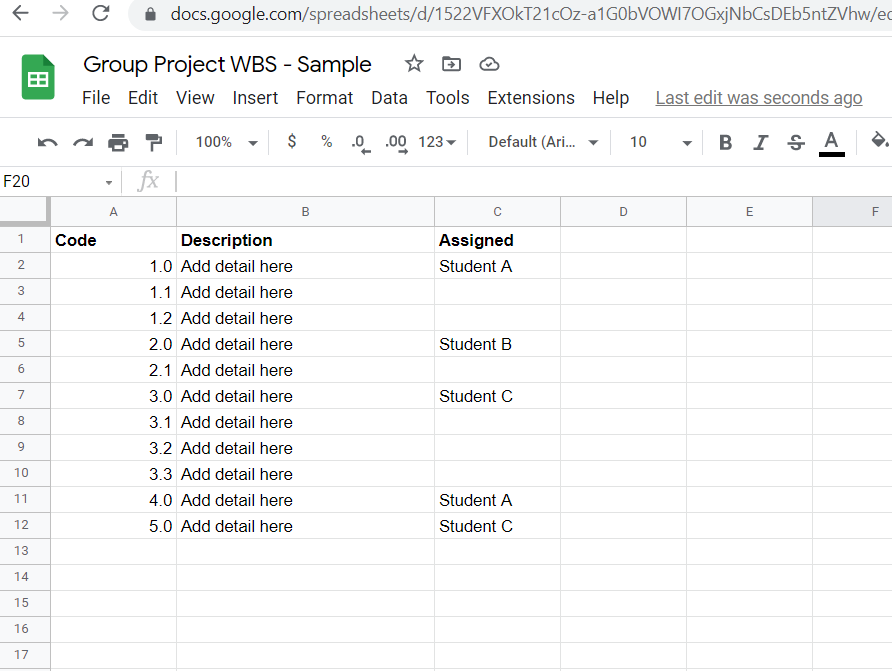 docs.google.com/spreadsheets/d/1522VFXOkT21cOz-a1G0bVOWI7OGxjNbCsDEb5ntZVhw/ed
Group Project WBS - Sample
File Edit View Insert Format Data Tools Extensions Help Last edit was seconds ago
100% $ % .0 .00 123 Default (Ari... 10 B I S A
F20 fx
A B C D E F
1 Code Description Assigned
2 1.0 Add detail here Student A
3 1.1 Add detail here
4 1.2 Add detail here
5 2.0 Add detail here Student B
6 2.1 Add detail here
7 3.0 Add detail here Student C
8 3.1 Add detail here
9 3.2 Add detail here
10 3.3 Add detail here
11 4.0 Add detail here Student A
12 5.0 Add detail here Student C
13
14
15
16
17